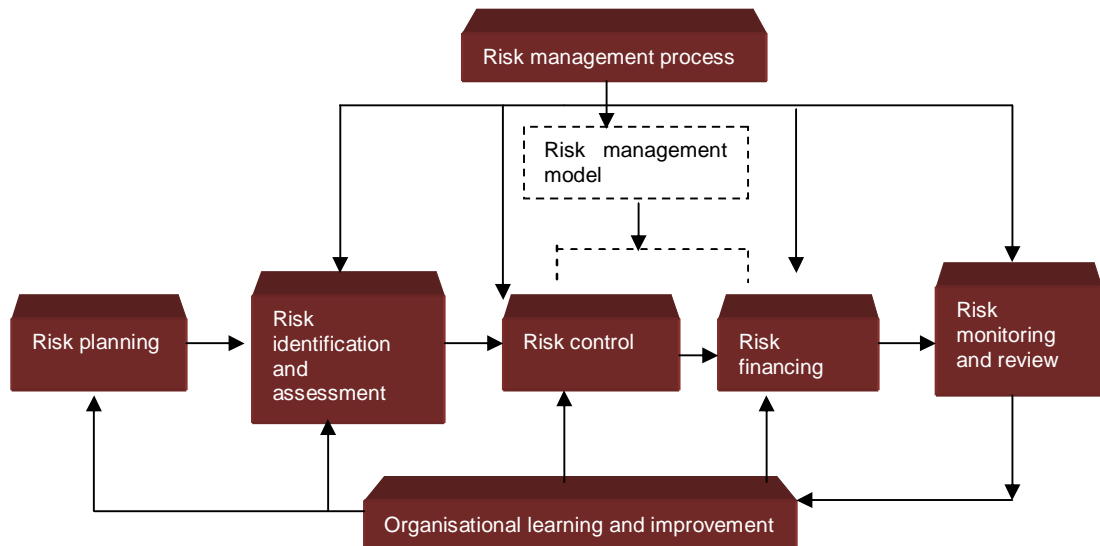 Risk management process
Risk management
model
Risk planning
Risk
identification
and
assessment
Risk control
Risk
financing
Risk
monitoring
and review
Organisational learning and improvement